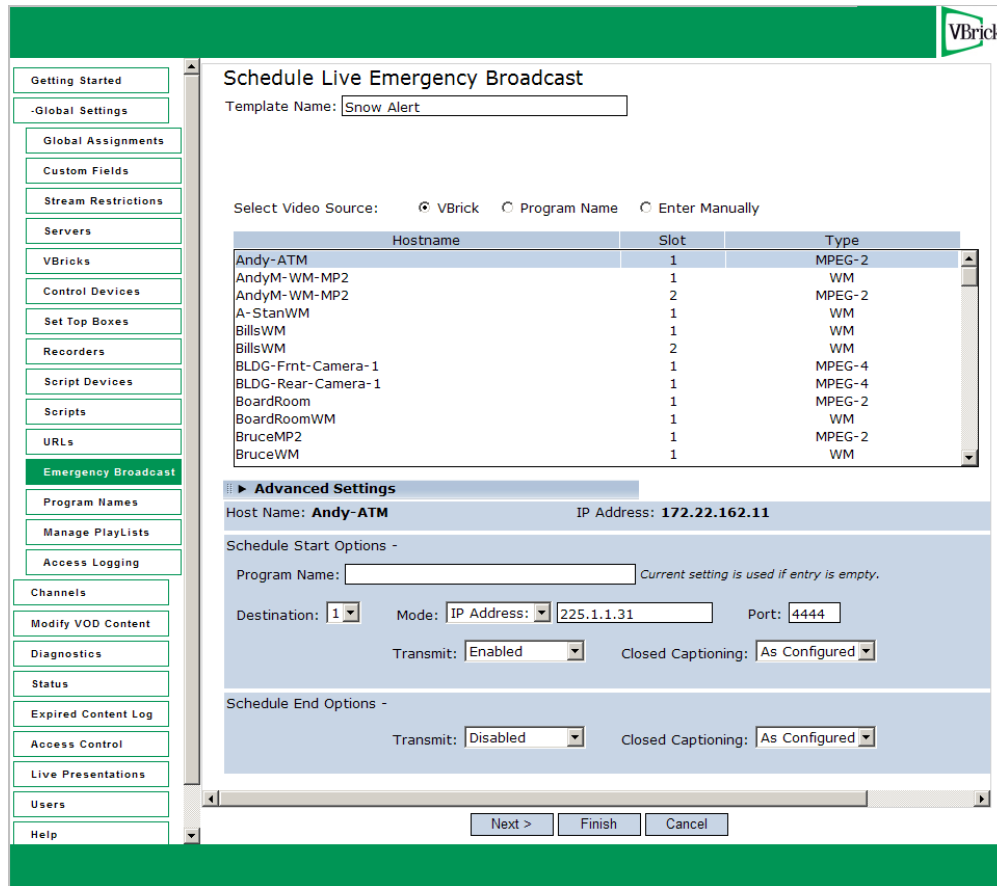 VBrick
Getting Started
-Global Settings
Global Assignments
Custom Fields
Stream Restrictions
Servers
VBricks
Control Devices
Set Top Boxes
Recorders
Script Devices
Scripts
URLs
Emergency Broadcast
Program Names
Manage PlayLists
Access Logging
Channels
Modify VOD Content
Diagnostics
Status
Expired Content Log
Access Control
Live Presentations
Users
Help
Schedule Live Emergency Broadcast
Template Name: Snow Alert
Select Video Source: VBrick Program Name Enter Manually
Hostname Slot Type
Andy-ATM 1 MPEG-2
AndyM-WM-MP2 1 WM
AndyM-WM-MP2 2 MPEG-2
A-StanWM 1 WM
BillsWM 1 WM
BillsWM 2 WM
BLDG-Frnt-Camera-1 1 MPEG-4
BLDG-Rear-Camera-1 1 MPEG-4
BoardRoom 1 MPEG-2
BoardRoomWM 1 WM
BruceMP2 1 MPEG-2
BruceWM 1 WM
Advanced Settings
Host Name: Andy-ATM IP Address: 172.22.162.11
Schedule Start Options -
Program Name: Current setting is used if entry is empty.
Destination: 1 Mode: IP Address: 225.1.1.31 Port: 4444
Transmit: Enabled Closed Captioning: As Configured
Schedule End Options -
Transmit: Disabled Closed Captioning: As Configured
Next > Finish Cancel